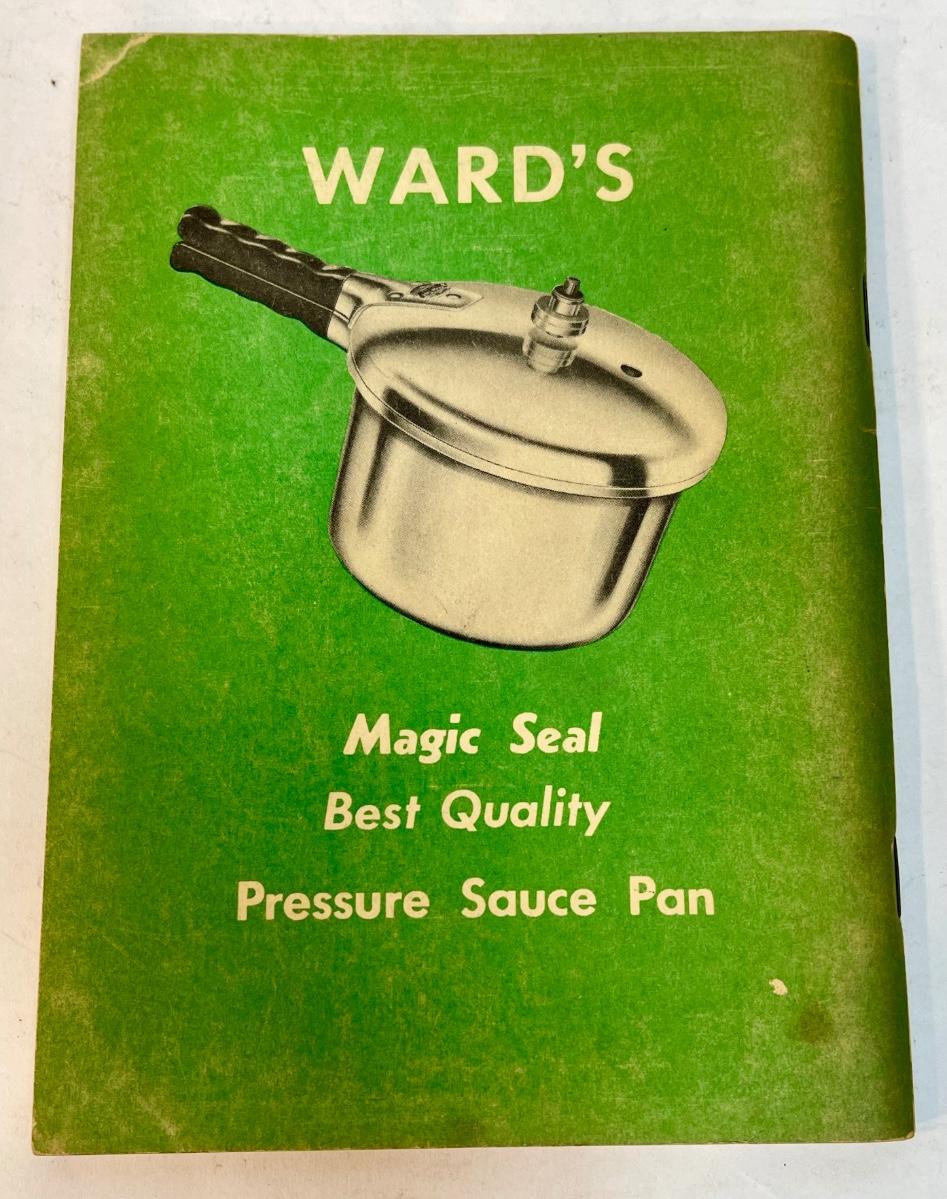 WARD'S
Magic Seal
Best Quality
Pressure Sauce Pan